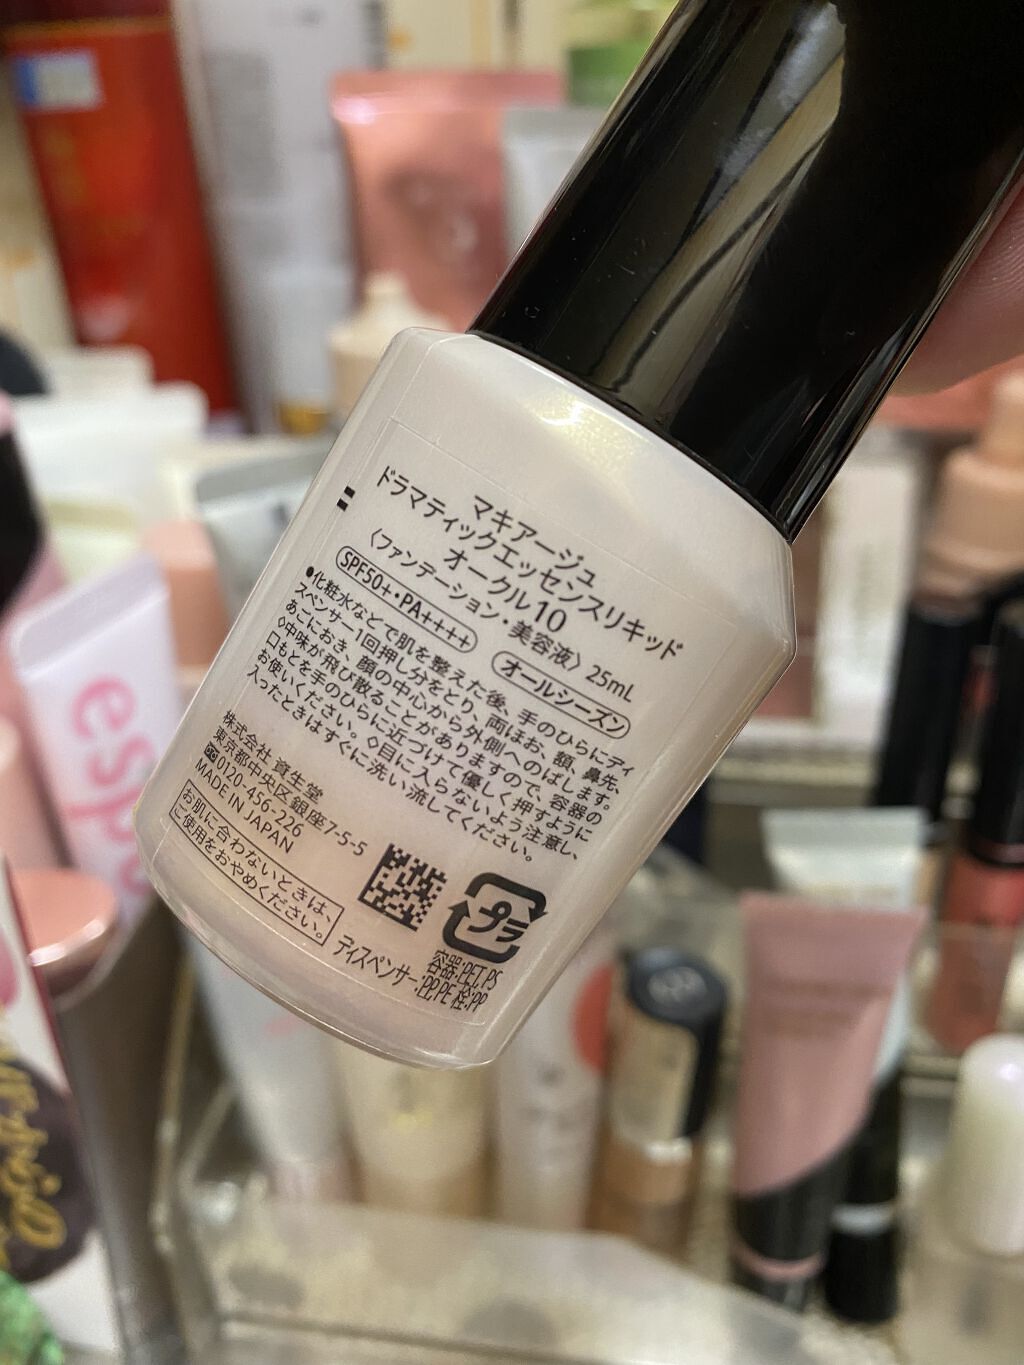 マキアージュ
ドラマティックエッセンスリキッド
オークル10
〈ファンデーション・美容液〉 25mL
SPF50+・PA++++ オールシーズン
●化粧水などで肌を整えた後、手のひらにディ
スペンサー1回押し分をとり、両ほお、額、鼻先、
あごにおき、顔の中心から外側へのばします。
◊中味が飛び散ることがありますので、容器の
口もとを手のひらに近づけて優しく押すように
お使いください。◊目に入らないよう注意し、
入ったときはすぐに洗い流してください。
株式会社 資生堂
東京都中央区銀座7-5-5
0120-456-226
MADE IN JAPAN
お肌に合わないときは、
ご使用をおやめください。
プラ
容器:PET,PS
ディスペンサー:PP,PE 栓:PP